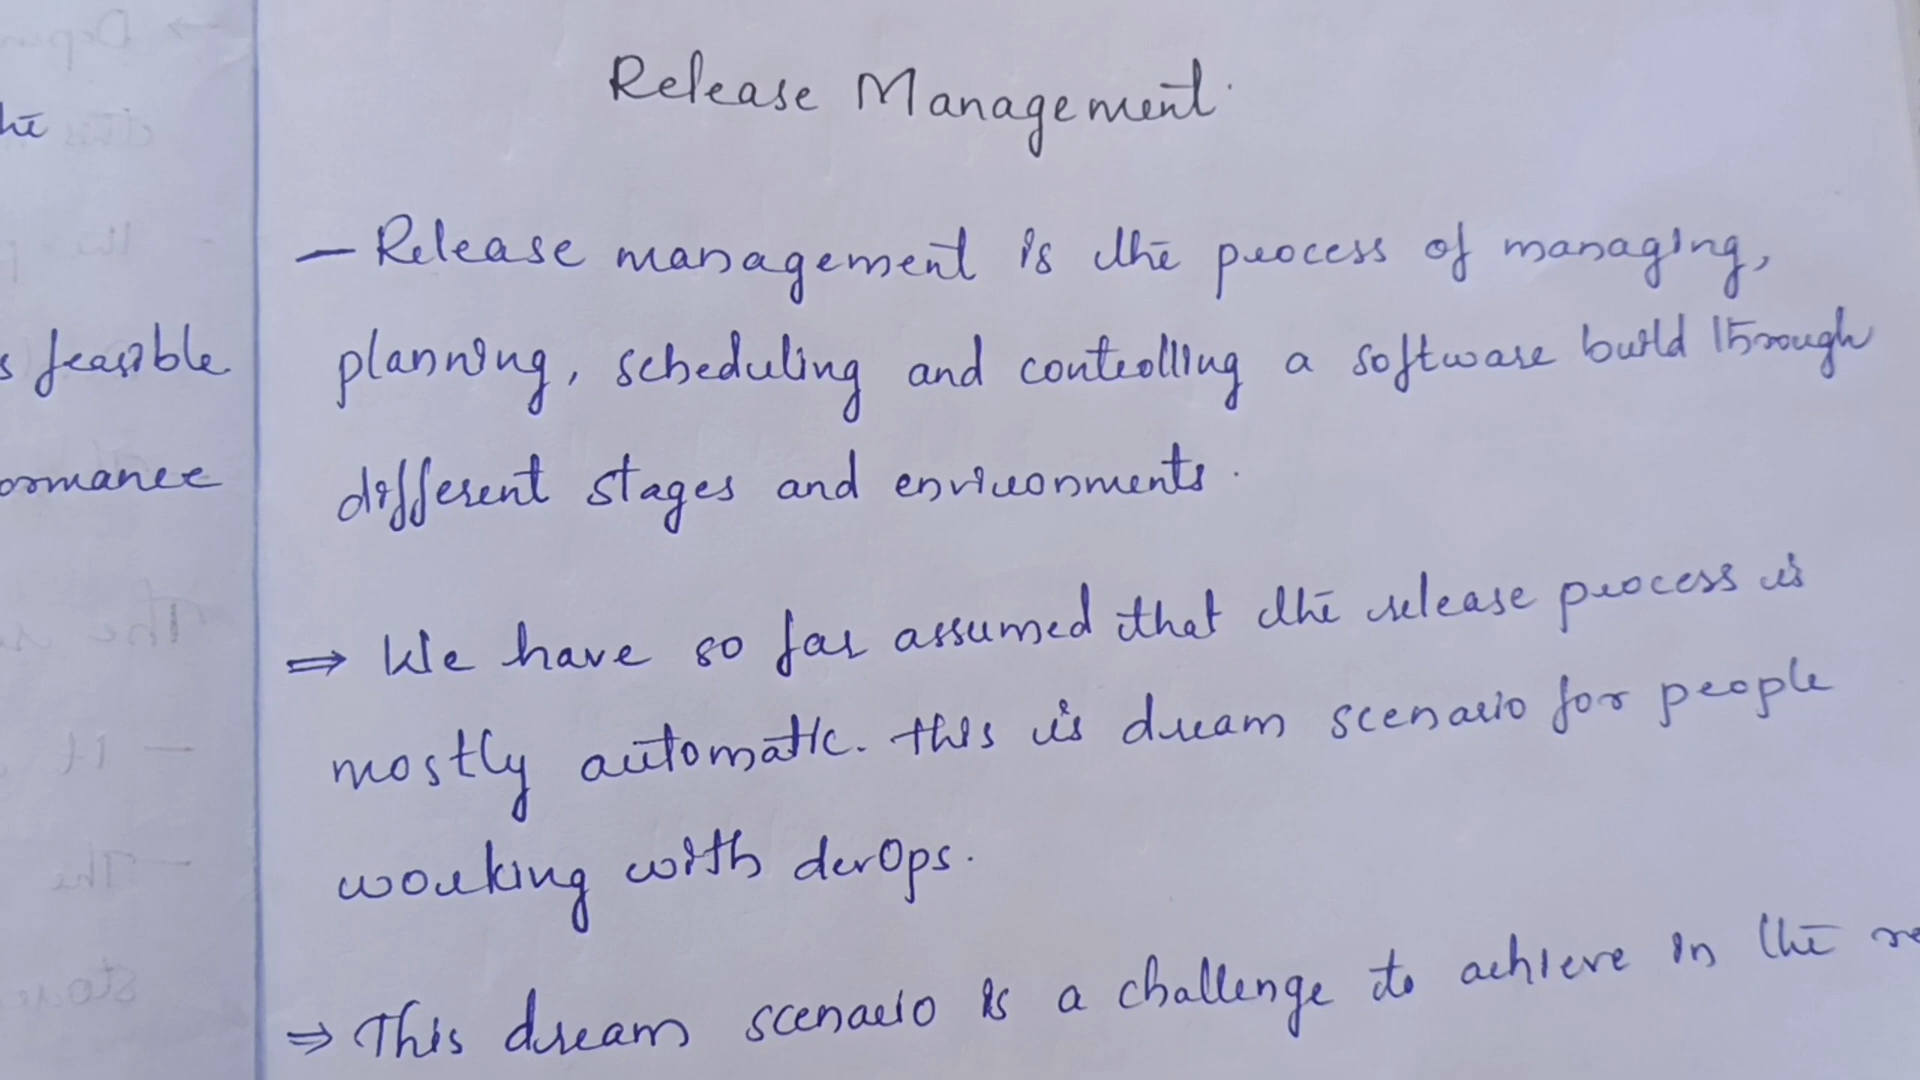 Release Management.
- Release management is the process of managing,
planning, scheduling and controlling a software build through
different stages and environments.
⇒ We have so far assumed that the release process is
mostly automatic. this is dream scenario for people
working with devOps.
⇒ This dream scenario is a challenge to achieve in the
feasible